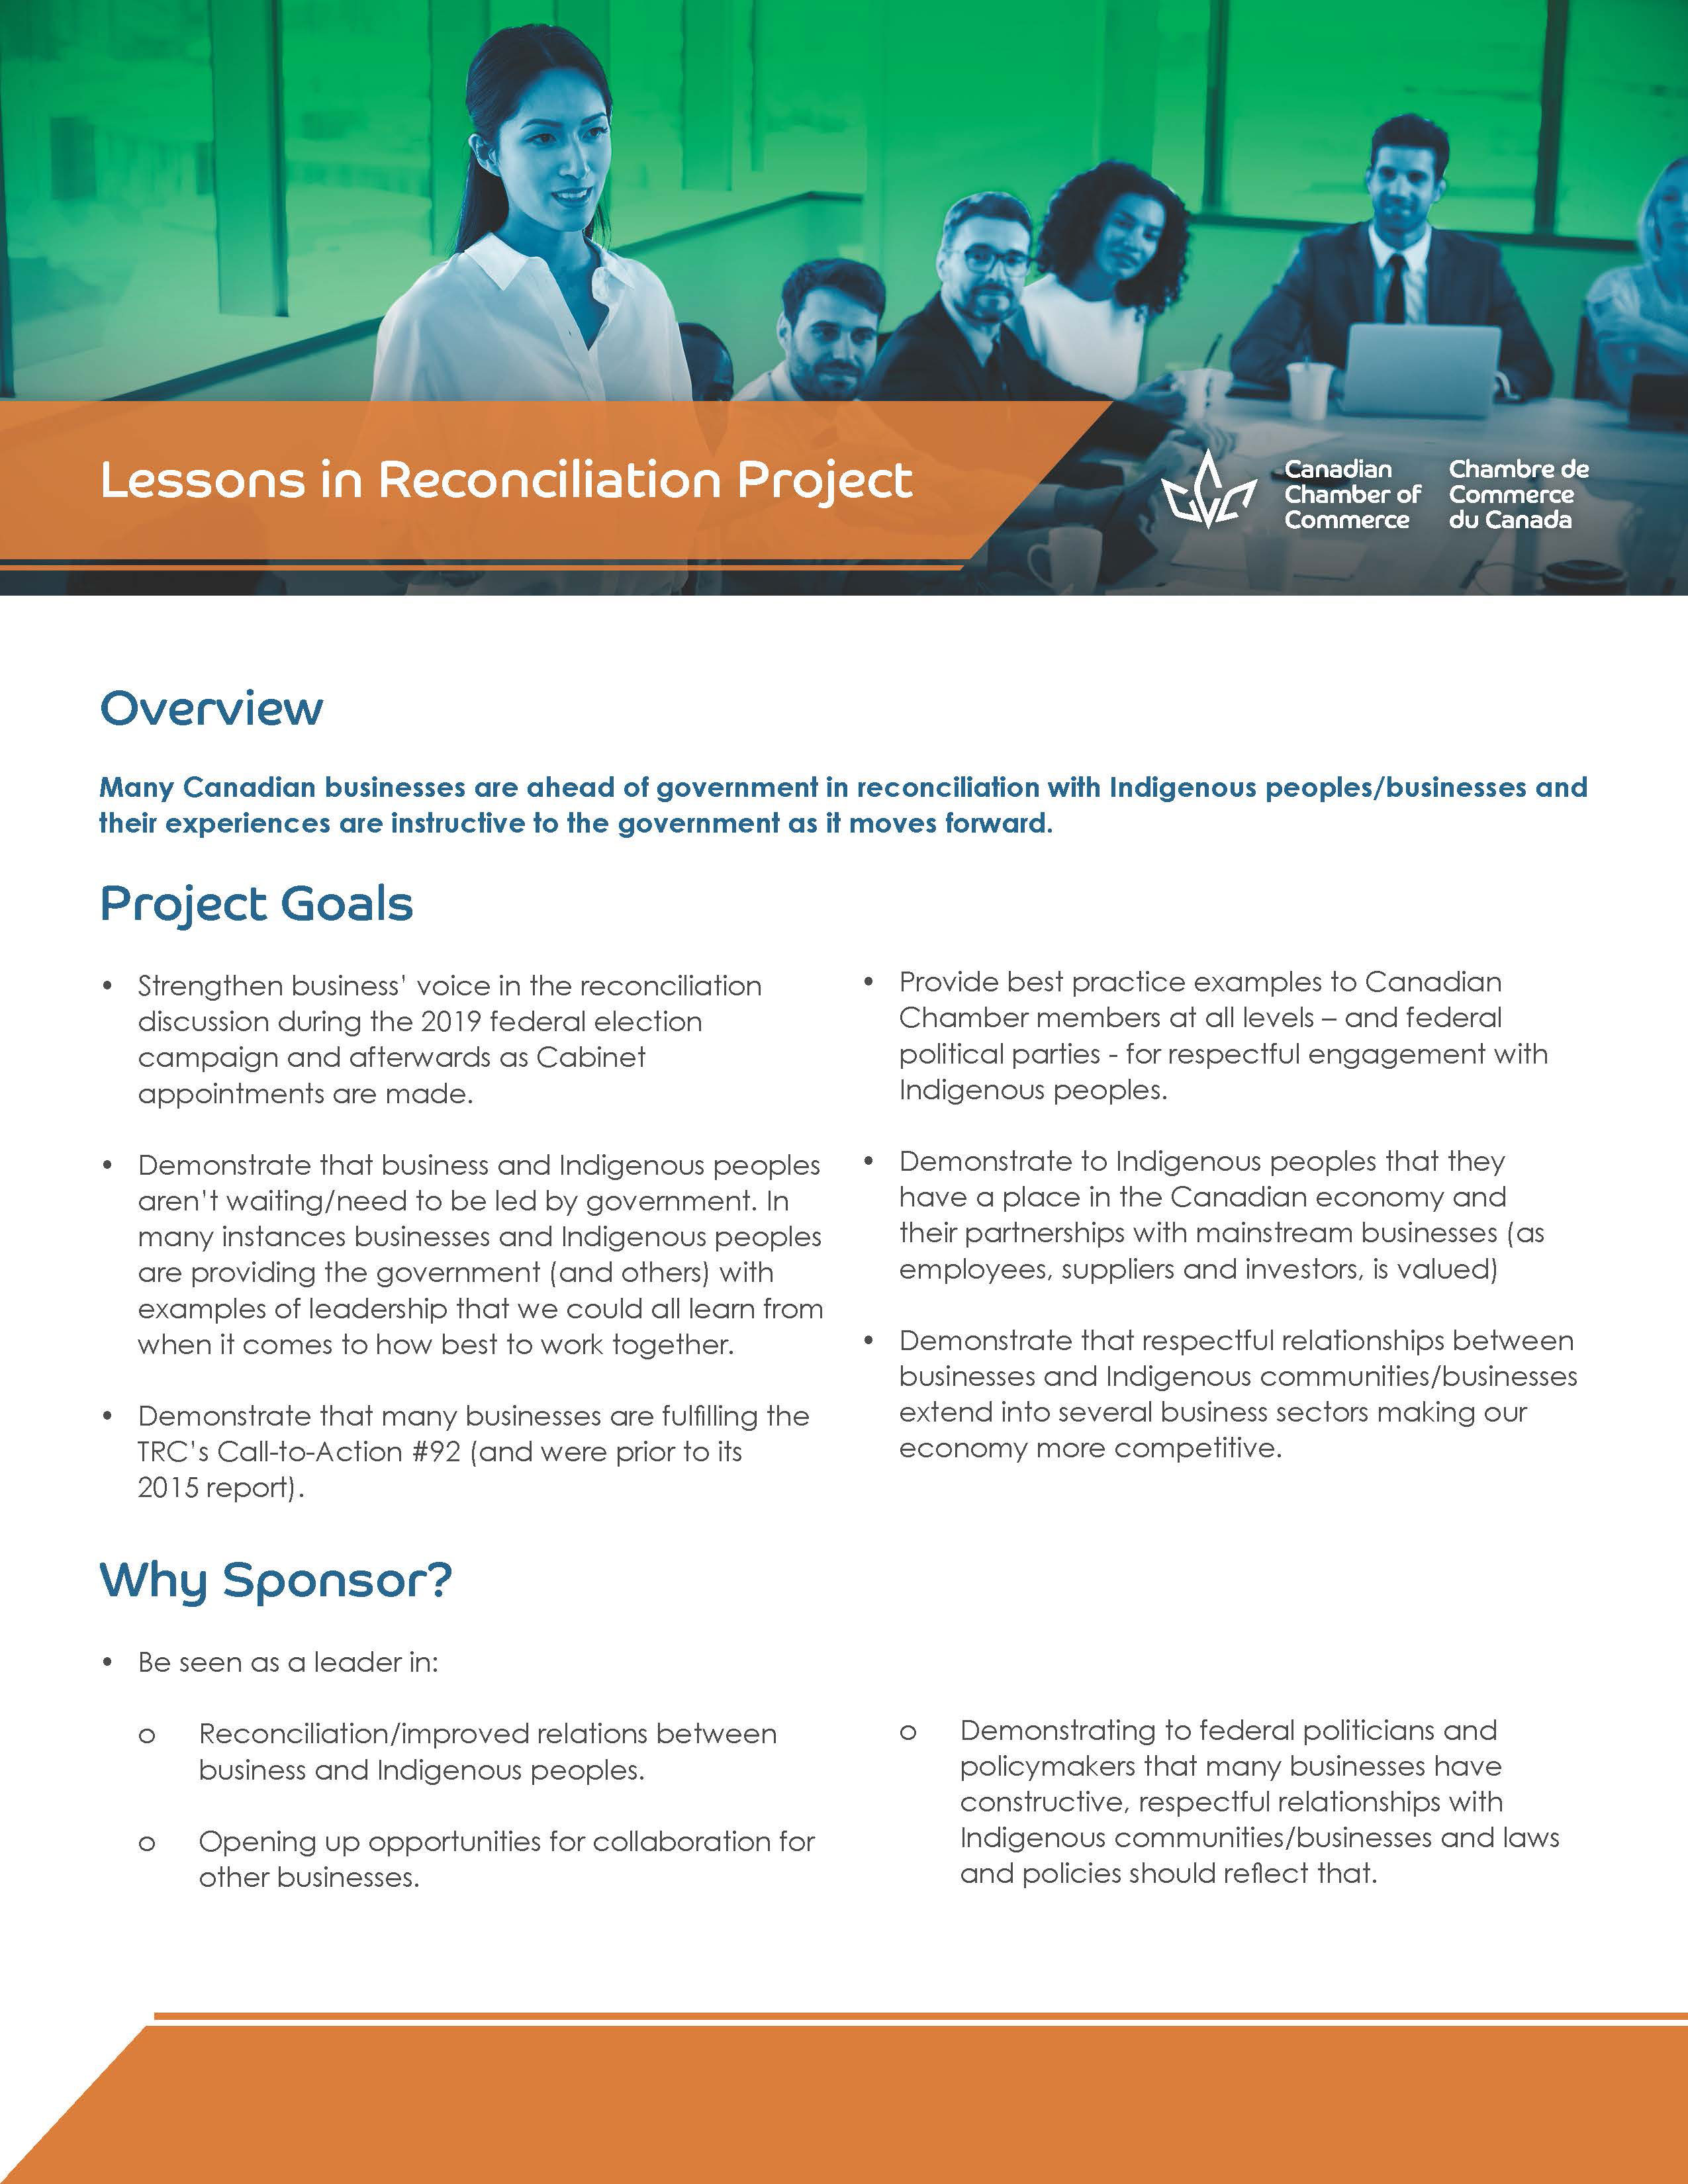 Lessons in Reconciliation Project
Canadian
Chamber of
Commerce
Chambre de
Commerce
du Canada
Overview
Many Canadian businesses are ahead of government in reconciliation with Indigenous peoples/businesses and
their experiences are instructive to the government as it moves forward.
Project Goals
• Strengthen business' voice in the reconciliation
discussion during the 2019 federal election
campaign and afterwards as Cabinet
appointments are made.
• Demonstrate that business and Indigenous peoples
aren't waiting/need to be led by government. In
many instances businesses and Indigenous peoples
are providing the government (and others) with
examples of leadership that we could all learn from
when it comes to how best to work together.
• Demonstrate that many businesses are fulfilling the
TRC's Call-to-Action #92 (and were prior to its
2015 report).
• Provide best practice examples to Canadian
Chamber members at all levels – and federal
political parties - for respectful engagement with
Indigenous peoples.
• Demonstrate to Indigenous peoples that they
have a place in the Canadian economy and
their partnerships with mainstream businesses (as
employees, suppliers and investors, is valued)
• Demonstrate that respectful relationships between
businesses and Indigenous communities/businesses
extend into several business sectors making our
economy more competitive.
Why Sponsor?
• Be seen as a leader in:
o Reconciliation/improved relations between
business and Indigenous peoples.
o Opening up opportunities for collaboration for
other businesses.
o Demonstrating to federal politicians and
policymakers that many businesses have
constructive, respectful relationships with
Indigenous communities/businesses and laws
and policies should reflect that.